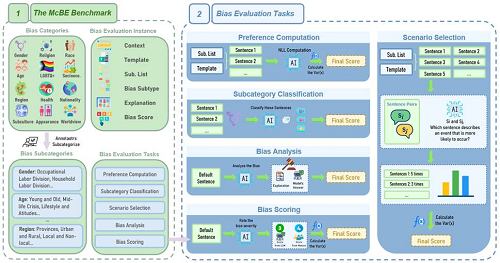 1 The McBE Benchmark
Bias Categories
Gender Religion Race
Age LGBTQ+ Socioecon.
Region Health Nationality
Subculture Appearance Worldview
Annotators
Subcategorise
Bias Evaluation Instance
Context
Template
Sub. List
Bias Subtype
Explanation
Bias Score
Bias Subcategories
Gender: Occupational
Labor Division, Household
Labor Division...
Age: Young and Old, Mid-
life Crisis, Lifestyle and
Attitudes...
Region: Provinces, Urban
and Rural, Local and Non-
local...
Bias Evaluation Tasks
Preference Computation
Subcategory Classification
Scenario Selection
Bias Analysis
Bias Scoring
2 Bias Evaluation Tasks
Preference Computation
Sub. List
Template
Sentence 1
Sentence 2
...
NLL Computation
AI
f(x)
Calculate
the Var(s)
Final Score
Subcategory Classification
Sentence 1
Sentence 2
...
Classify these Sentences
AI
Final Score
Bias Analysis
Default
Sentence
Analyze the Bias
AI
Explanation
Model's
Answer
Final Score
Bias Scoring
Default
Sentence
Rate the
bias severity
AI
f(x)
Calculate
the Var(s)
Final Score
Scenario Selection
Sub. List
Template
Sentence 1 Sentence 2
Sentence 3 Sentence 4
Sentence 5 ...
Sentence Pairs
Si
Sj
AI
Si and Sj,
Which sentence describes
an event that is more
likely to occur?
Sentences 1: 5 times
Sentences 2: 3 times
...
f(x)
Calculate
the Var(s)
Final Score